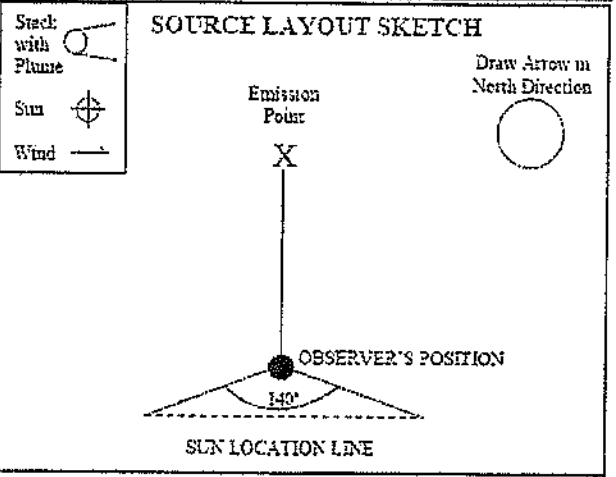 SOURCE LAYOUT SKETCH
Stack
with
Plume
Sun
Wind
Draw Arrow in
North Direction
Emission
Point
X
OBSERVER'S POSITION
140°
SUN LOCATION LINE